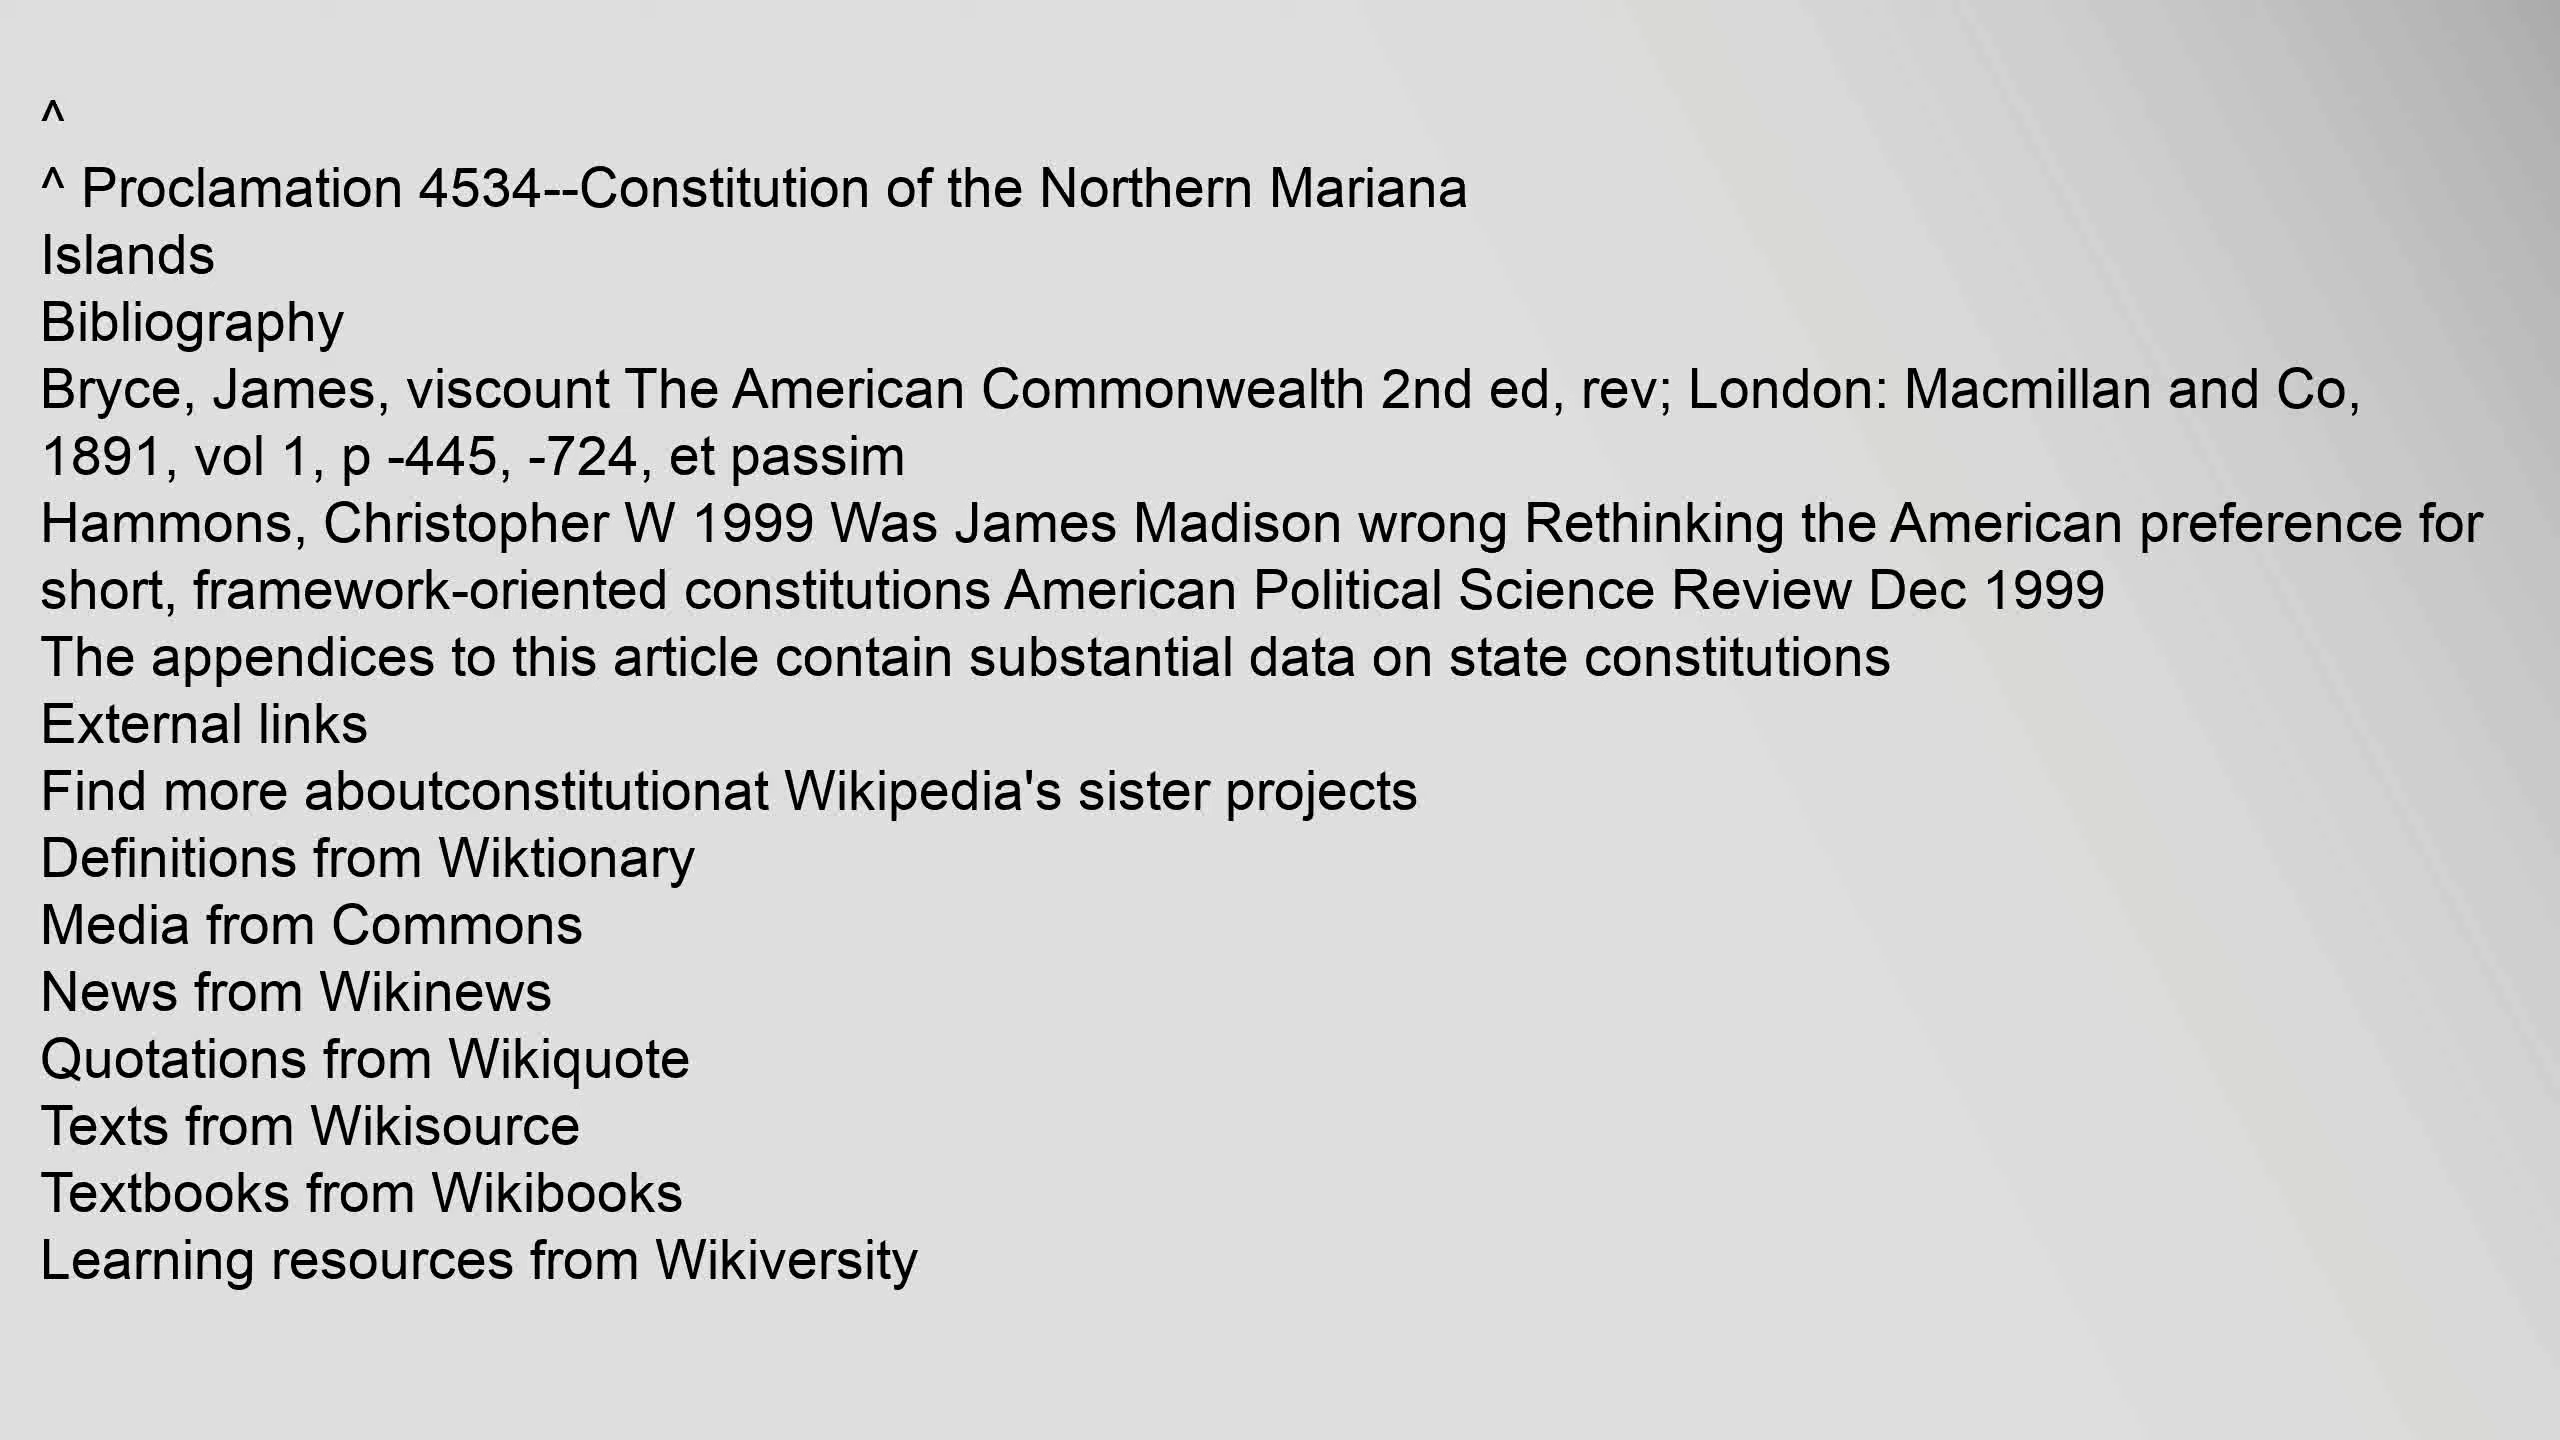 ^
^ Proclamation 4534--Constitution of the Northern Mariana
Islands
Bibliography
Bryce, James, viscount The American Commonwealth 2nd ed, rev; London: Macmillan and Co,
1891, vol 1, p -445, -724, et passim
Hammons, Christopher W 1999 Was James Madison wrong Rethinking the American preference for
short, framework-oriented constitutions American Political Science Review Dec 1999
The appendices to this article contain substantial data on state constitutions
External links
Find more aboutconstitutionat Wikipedia's sister projects
Definitions from Wiktionary
Media from Commons
News from Wikinews
Quotations from Wikiquote
Texts from Wikisource
Textbooks from Wikibooks
Learning resources from Wikiversity